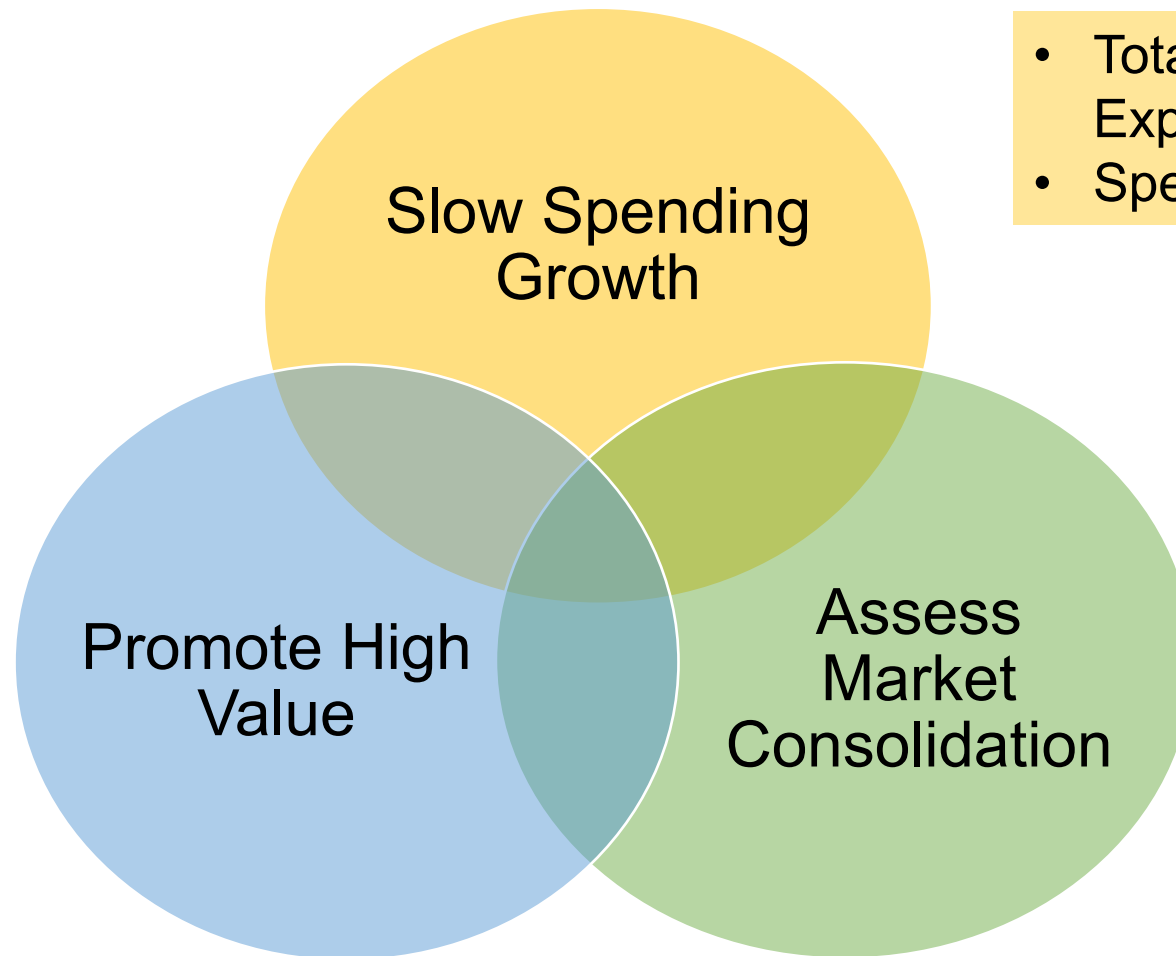 Slow Spending
Growth
Promote High
Value
Assess
Market
Consolidation